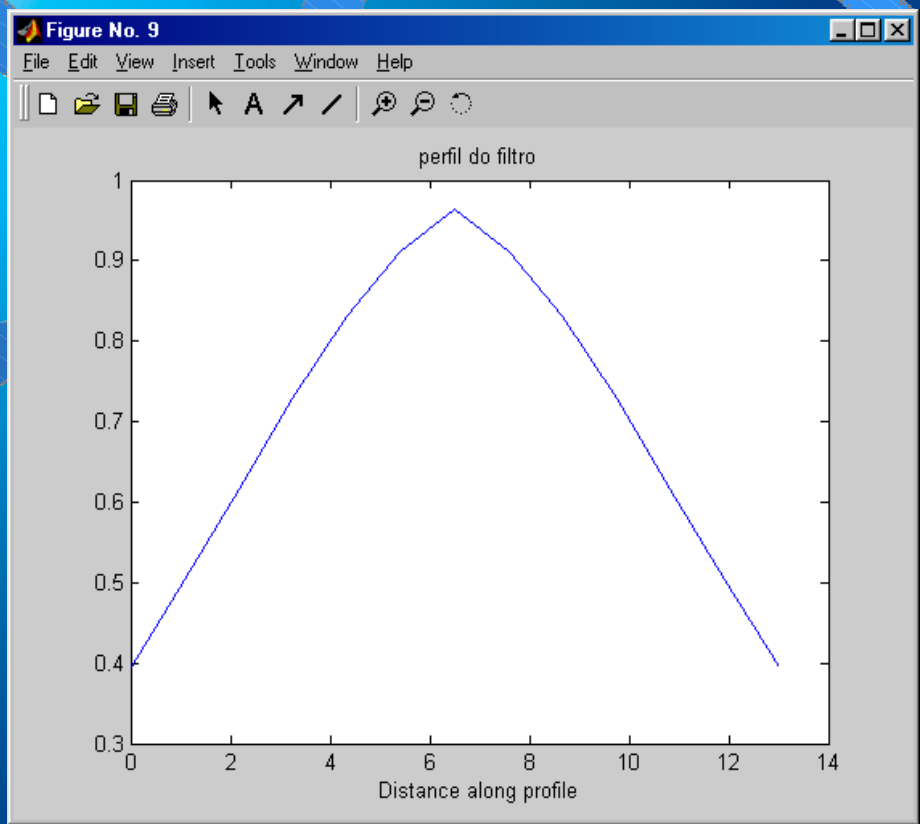 Figure No. 9
File Edit View Insert Tools Window Help
A
perfil do filtro
1
0.9
0.8
0.7
0.6
0.5
0.4
0.3
0 2 4 6 8 10 12 14
Distance along profile